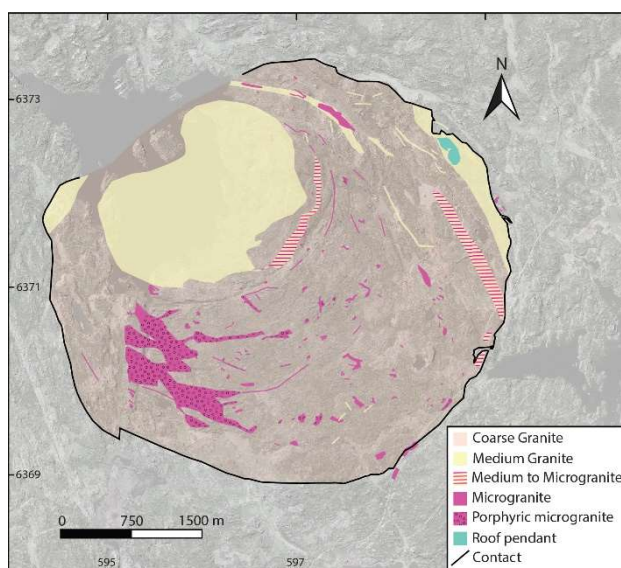 N
6373
6371
6369
0 750 1500 m
595 597
Coarse Granite
Medium Granite
Medium to Microgranite
Microgranite
Porphyric microgranite
Roof pendant
Contact